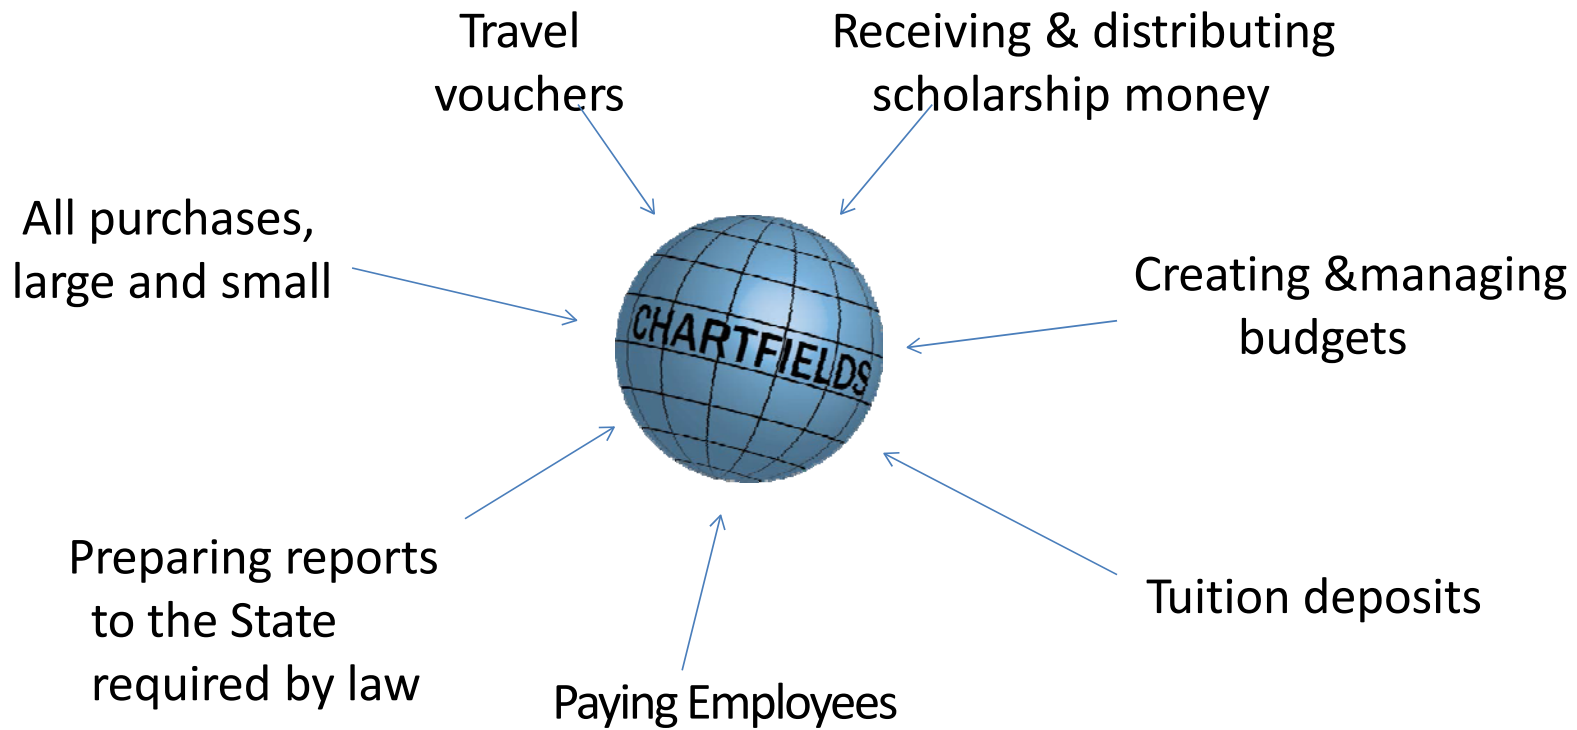 Travel
vouchers
Receiving & distributing
scholarship money
All purchases,
large and small
Creating &managing
budgets
CHARTFIELDS
Preparing reports
to the State
required by law
Tuition deposits
Paying Employees